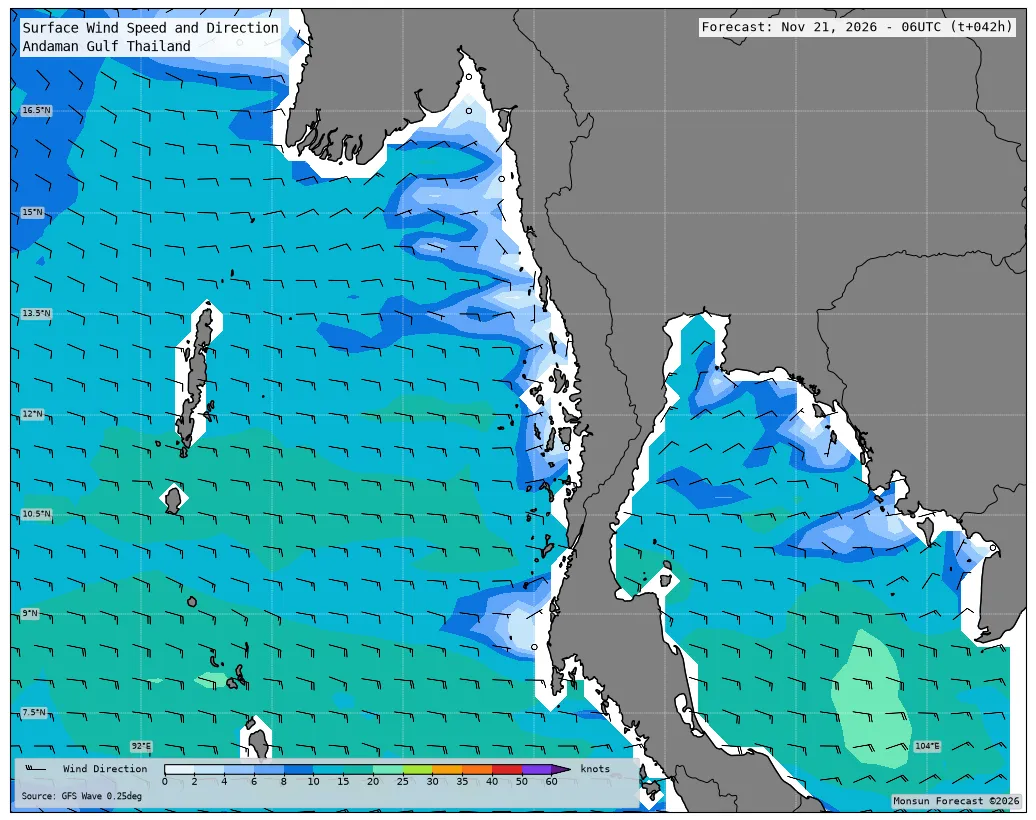 Surface Wind Speed and Direction
Andaman Gulf Thailand
Forecast: Nov 21, 2026 - 06UTC (t+042h)
16.5°N
15°N
13.5°N
12°N
10.5°N
9°N
7.5°N
92°E
104°E
Wind Direction
knots
0 2 4 6 8 10 15 20 25 30 35 40 50 60
Source: GFS Wave 0.25deg
Monsun Forecast ©2026